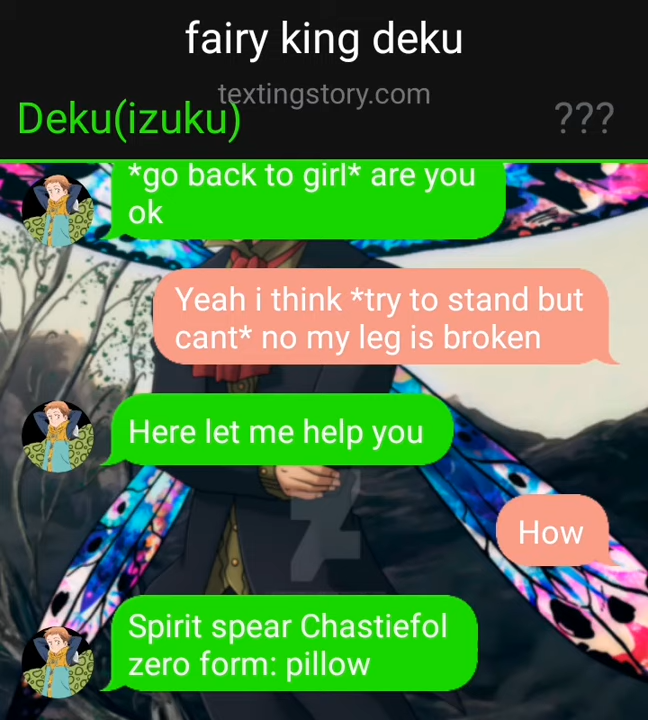 fairy king deku
textingstory.com
Deku(izuku)
???
*go back to girl* are you
ok
Yeah i think *try to stand but
cant* no my leg is broken
Here let me help you
How
Spirit spear Chastiefol
zero form: pillow